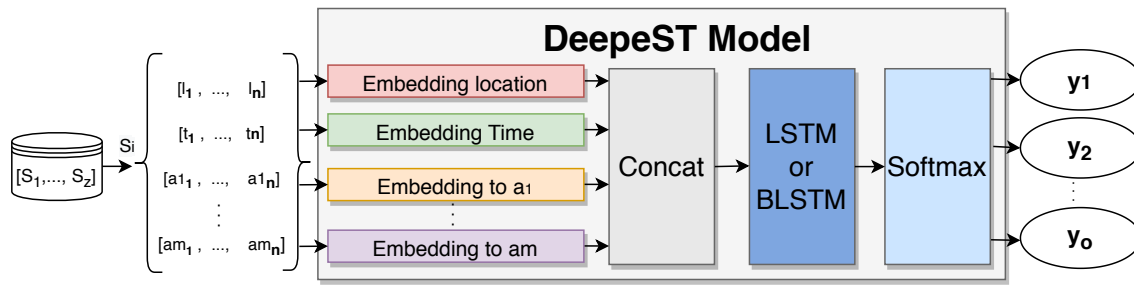 DeepeST Model
[S1,..., Sz]
Si
[l1 , ..., ln]
[t1 , ..., tn]
[a11 , ..., a1n]
[am1 , ..., amn]
Embedding location
Embedding Time
Embedding to a1
Embedding to am
Concat
LSTM
or
BLSTM
Softmax
y1
y2
yo